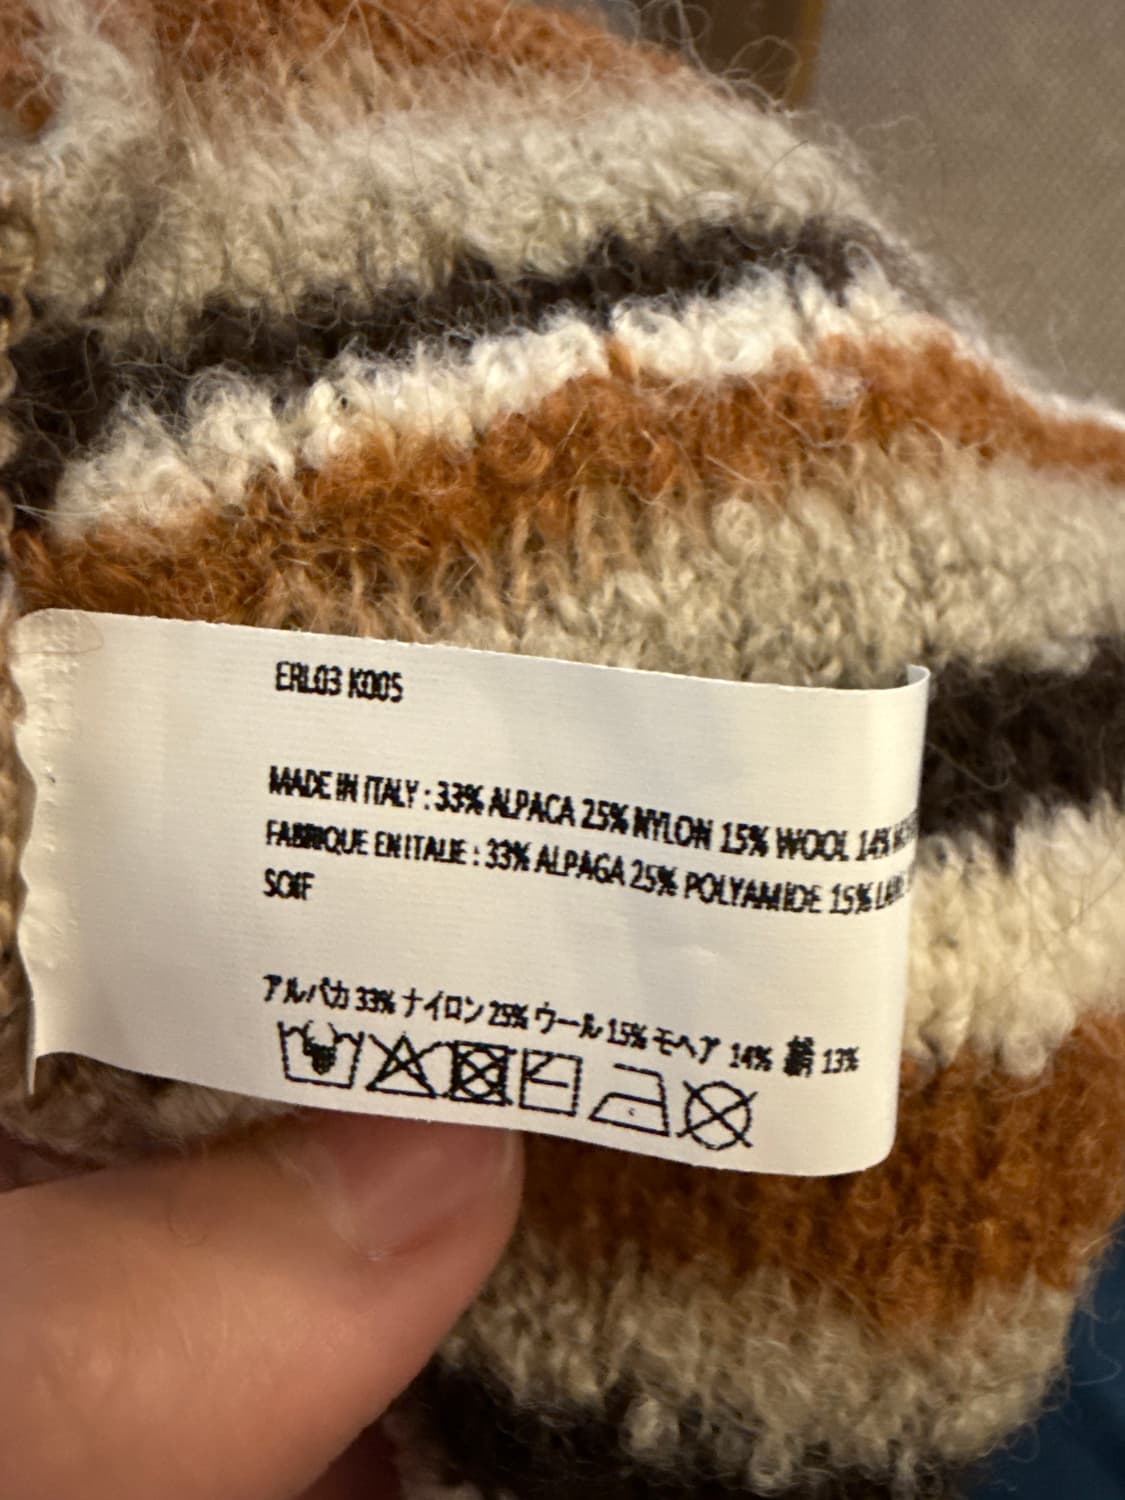 ERL03 K005
MADE IN ITALY : 33% ALPACA 25% NYLON 15% WOOL 14%
FABRIQUE EN ITALIE : 33% ALPAGA 25% POLYAMIDE 15%
アルパカ 33% ナイロン 25% ウール 15% モヘア 14% 絹 13%